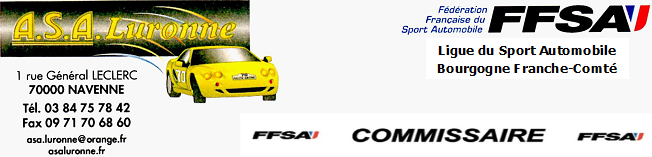 A.S.A. Luronne
1 rue Général LECLERC
70000 NAVENNE
Tél. 03 84 75 78 42
Fax 09 71 70 68 60
asa.luronne@orange.fr
asaluronne.fr
Fédération
Française du
Sport Automobile
FFSA
Ligue du Sport Automobile
Bourgogne Franche-Comté
FFSA COMMISSAIRE FFSA